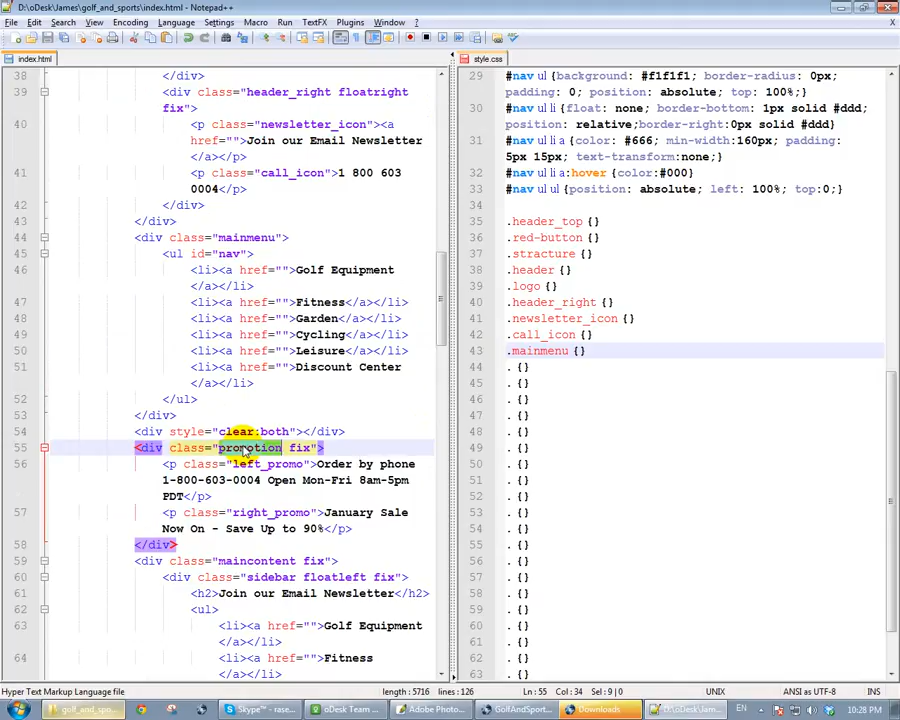 D:\oDesk\James\golf_and_sports\index.html - Notepad++
File Edit Search View Encoding Language Settings Macro Run TextFX Plugins Window ?
index.html
38 </div>
39 <div class="header_right floatright
fix">
40 <p class="newsletter_icon"><a
href="">Join our Email Newsletter
</a></p>
41 <p class="call_icon">1 800 603
0004</p>
42 </div>
43 </div>
44 <div class="mainmenu">
45 <ul id="nav">
46 <li><a href="">Golf Equipment
</a></li>
47 <li><a href="">Fitness</a></li>
48 <li><a href="">Garden</a></li>
49 <li><a href="">Cycling</a></li>
50 <li><a href="">Leisure</a></li>
51 <li><a href="">Discount Center
</a></li>
52 </ul>
53 </div>
54 <div style="clear:both"></div>
55 <div class="promotion fix">
56 <p class="left_promo">Order by phone
1-800-603-0004 Open Mon-Fri 8am-5pm
PDT</p>
57 <p class="right_promo">January Sale
Now On - Save Up to 90%</p>
58 </div>
59 <div class="maincontent fix">
60 <div class="sidebar floatleft fix">
61 <h2>Join our Email Newsletter</h2>
62 <ul>
63 <li><a href="">Golf Equipment
</a></li>
64 <li><a href="">Fitness
</a></li>
style.css
29 #nav ul {background: #f1f1f1; border-radius: 0px;
padding: 0; position: absolute; top: 100%;}
30 #nav ul li {float: none; border-bottom: 1px solid #ddd;
position: relative;border-right:0px solid #ddd}
31 #nav ul li a {color: #666; min-width:160px; padding:
5px 15px; text-transform:none;}
32 #nav ul li a:hover {color:#000}
33 #nav ul ul {position: absolute; left: 100%; top:0;}
34
35 .header_top {}
36 .red-button {}
37 .stracture {}
38 .header {}
39 .logo {}
40 .header_right {}
41 .newsletter_icon {}
42 .call_icon {}
43 .mainmenu {}
44 . {}
45 . {}
46 . {}
47 . {}
48 . {}
49 . {}
50 . {}
51 . {}
52 . {}
53 . {}
54 . {}
55 . {}
56 . {}
57 . {}
58 . {}
59 . {}
60 . {}
61 . {}
62 . {}
63 . {}
Hyper Text Markup Language file length : 5716 lines : 126 Ln : 55 Col : 34 Sel : 9 | 0 UNIX ANSI as UTF-8 INS
golf_and_spo... Skype™ - rase... oDesk Team ... Adobe Photo... GolfAndSport... Downloads D:\oDesk\Jame... EN 10:28 PM